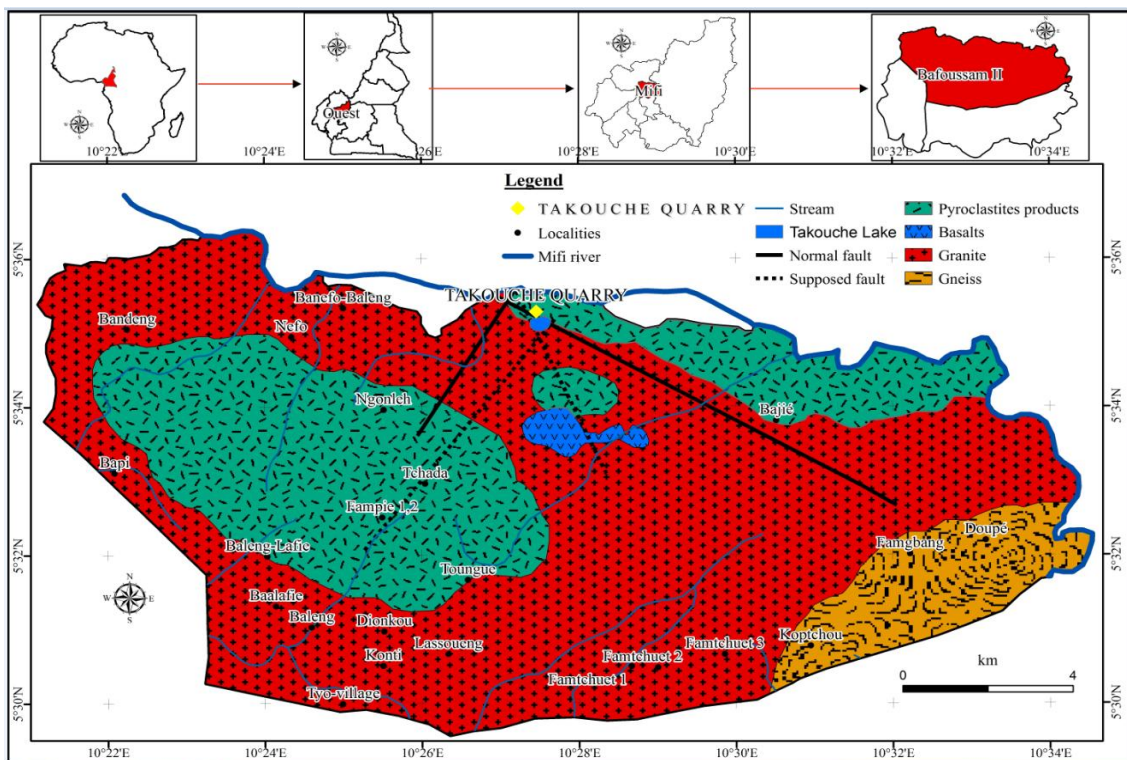 N
W E
S
Ouest
N
W E
S
Mifi
N
W E
S
Bafoussam II
N
W E
S
10°22'E
10°24'E
26°E
10°28'E
10°30'E
10°32'E
10°34'E
Legend
TAKOUCHE QUARRY
Localities
Mifi river
Stream
Takouche Lake
Normal fault
Supposed fault
Pyroclastites products
Basalts
Granite
Gneiss
5°36'N
5°36'N
Banefo-Baleng
TAKOUCHE QUARRY
Bandeng
Nefo
5°34'N
5°34'N
Bajié
Tchada
Bapi
Fampie 1,2
Doupé
Famgbang
Baleng-Lafie
5°32'N
5°32'N
Toungue
N
W E
S
Baalafie
Baleng
Dionkou
Koptchou
Lassoueng
Konti
Famtchuet 3
Famtchuet 2
Famtchuet 1
km
0 4
Tyo-village
5°30'N
5°30'N
10°22'E
10°24'E
10°26'E
10°28'E
10°30'E
10°32'E
10°34'E